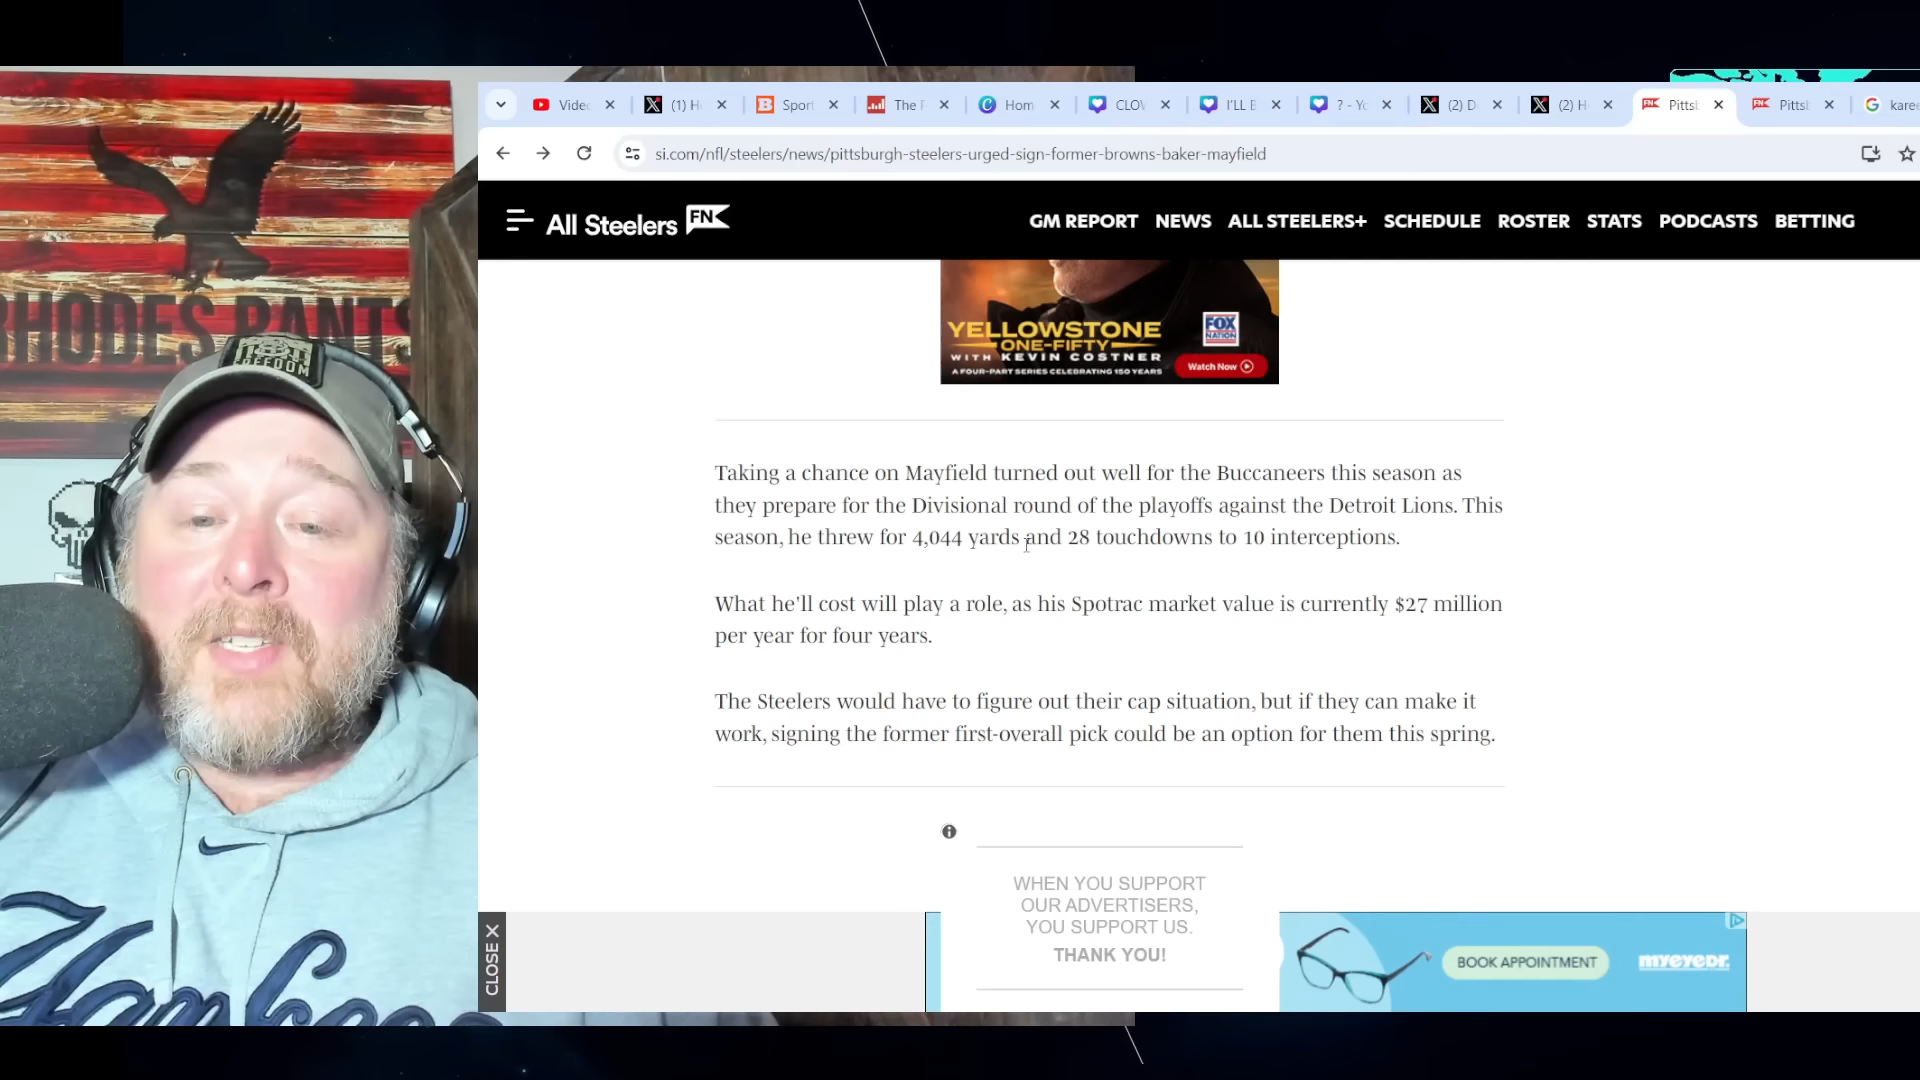 Videc
(1) H
Sport
The F
Hom
CLOV
I'LL B
? - Yo
(2) D
(2) H
Pittsb
Pittsb
karee
si.com/nfl/steelers/news/pittsburgh-steelers-urged-sign-former-browns-baker-mayfield
All Steelers FN
GM REPORT NEWS ALL STEELERS+ SCHEDULE ROSTER STATS PODCASTS BETTING
RHODES RANTS
FREEDOM
YELLOWSTONE
ONE-FIFTY
WITH KEVIN COSTNER
A FOUR-PART SERIES CELEBRATING 150 YEARS
FOX
NATION
Watch Now
Taking a chance on Mayfield turned out well for the Buccaneers this season as
they prepare for the Divisional round of the playoffs against the Detroit Lions. This
season, he threw for 4,044 yards and 28 touchdowns to 10 interceptions.
What he'll cost will play a role, as his Spotrac market value is currently $27 million
per year for four years.
The Steelers would have to figure out their cap situation, but if they can make it
work, signing the former first-overall pick could be an option for them this spring.
WHEN YOU SUPPORT
OUR ADVERTISERS,
YOU SUPPORT US.
THANK YOU!
CLOSE X
BOOK APPOINTMENT
myeyedr.
Yankees